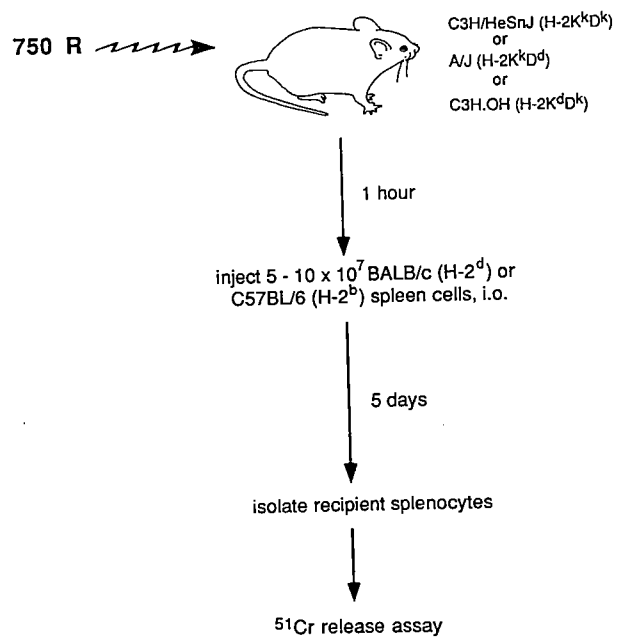 750 R
C3H/HeSnJ (H-2KᵏDᵏ)
or
A/J (H-2KᵏDᵈ)
or
C3H.OH (H-2KᵈDᵏ)
1 hour
inject 5 - 10 x 10⁷ BALB/c (H-2ᵈ) or
C57BL/6 (H-2ᵇ) spleen cells, i.o.
5 days
isolate recipient splenocytes
⁵¹Cr release assay